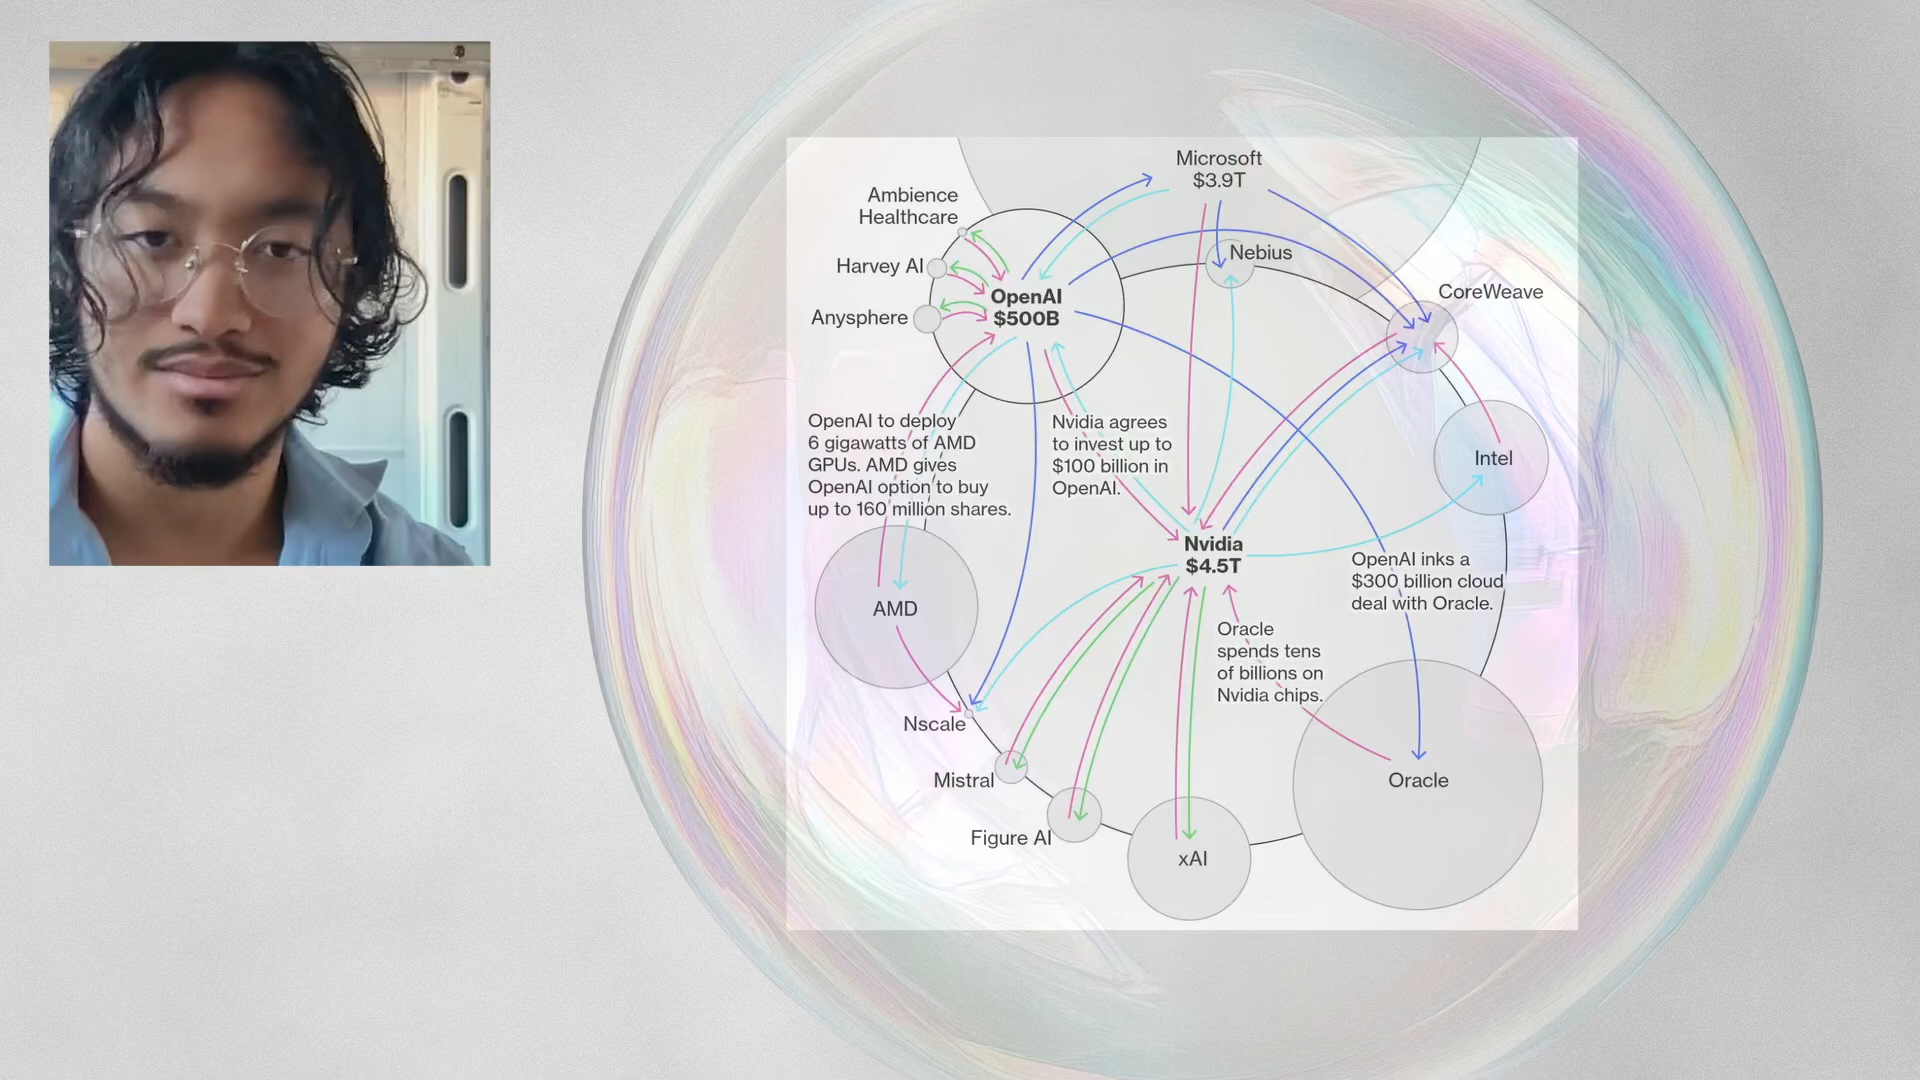 Microsoft
$3.9T
Ambience
Healthcare
Nebius
Harvey AI
OpenAI
$500B
CoreWeave
Anysphere
OpenAI to deploy
6 gigawatts of AMD
GPUs. AMD gives
OpenAI option to buy
up to 160 million shares.
Nvidia agrees
to invest up to
$100 billion in
OpenAI.
Intel
Nvidia
$4.5T
OpenAI inks a
$300 billion cloud
deal with Oracle.
AMD
Oracle
spends tens
of billions on
Nvidia chips.
Nscale
Mistral
Oracle
Figure AI
xAI